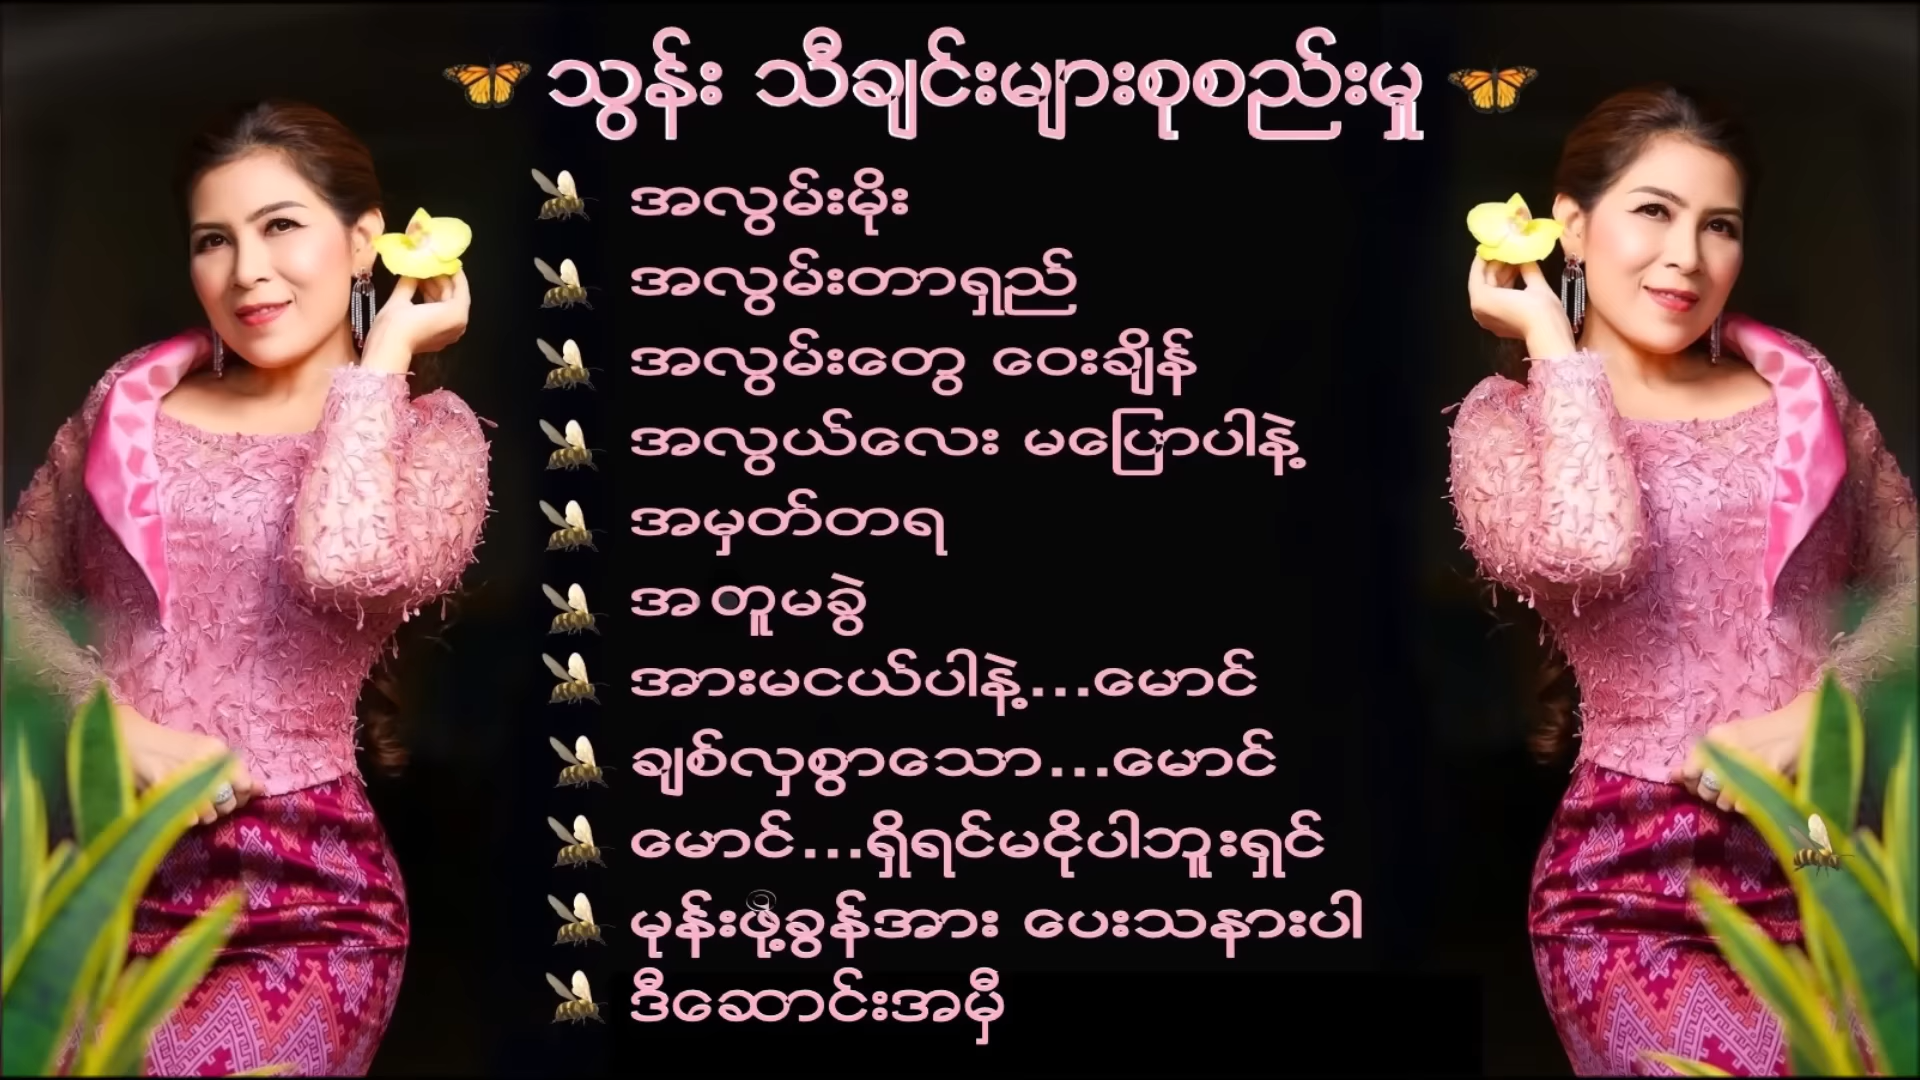 သွန်း သီချင်းများစုစည်းမှု
အလွမ်းမိုး
အလွမ်းတာရှည်
အလွမ်းတွေ ဝေးချိန်
အလွယ်လေး မပြောပါနဲ့
အမှတ်တရ
အတူမခွဲ
အားမငယ်ပါနဲ့...မောင်
ချစ်လှစွာသော...မောင်
မောင်...ရှိရင်မငိုပါဘူးရှင်
မုန်းဖို့ခွန်အား ပေးသနားပါ
ဒီဆောင်းအမှီ